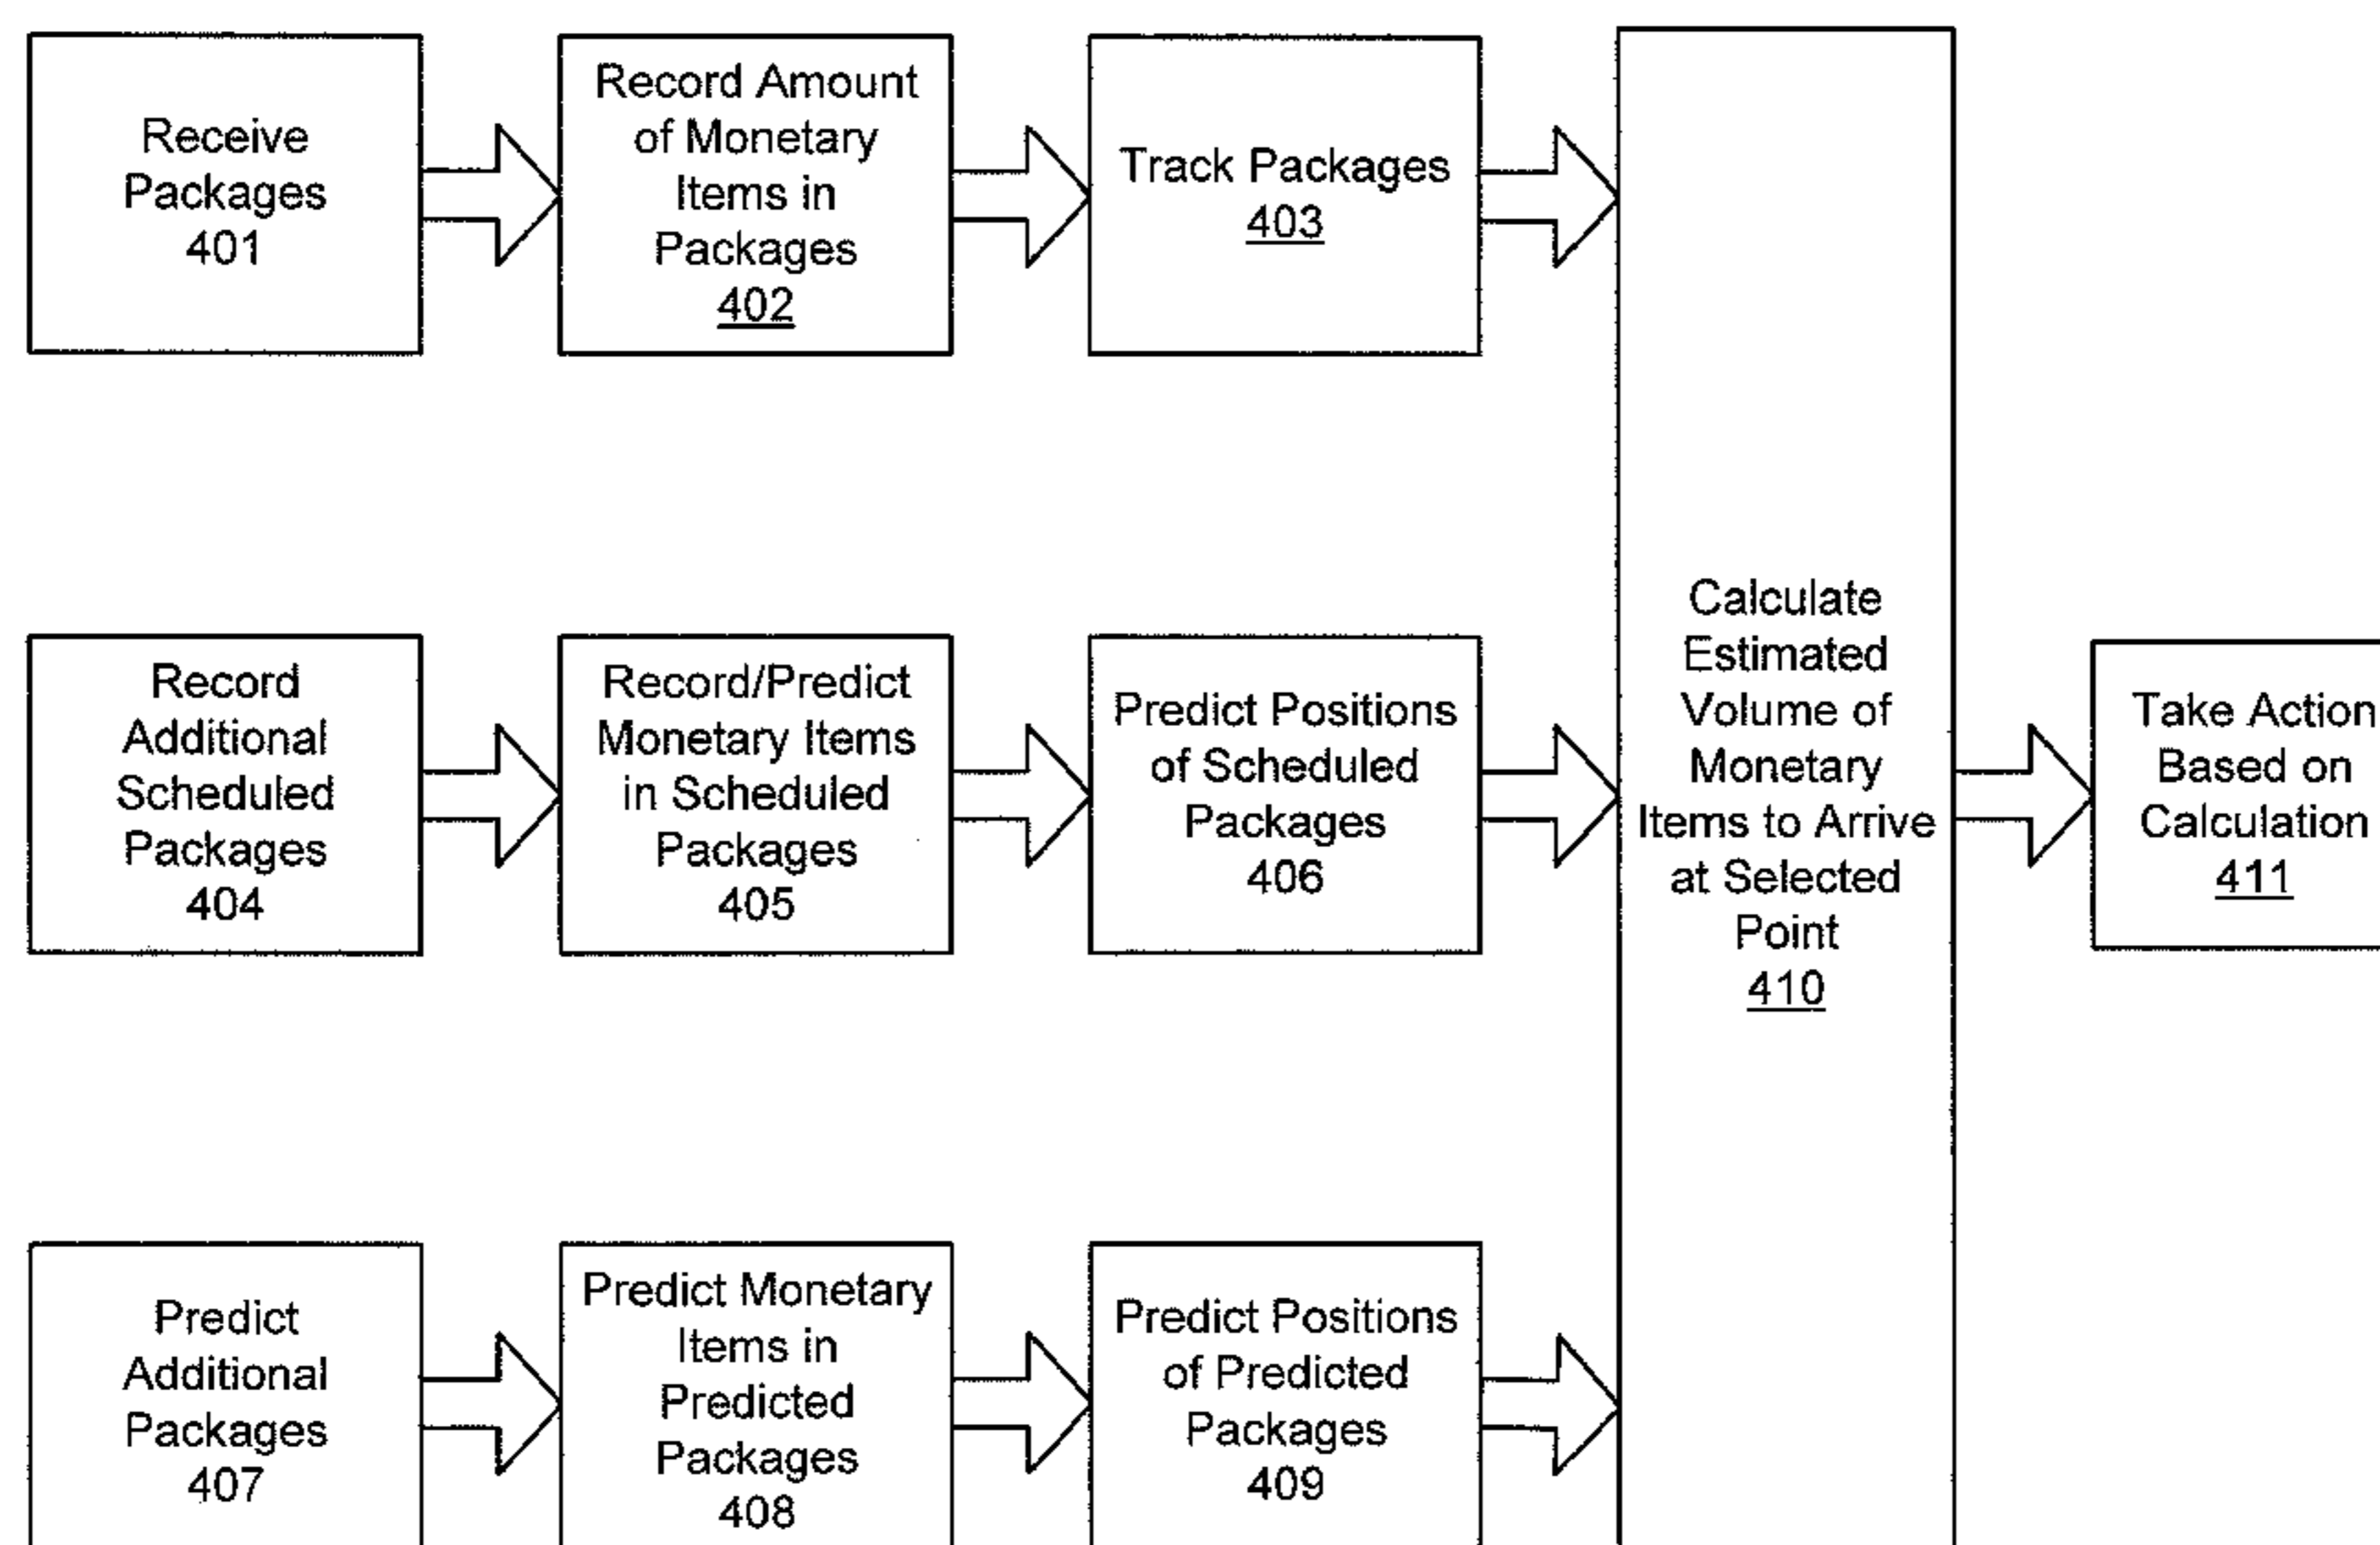 Receive
Packages
401
Record Amount
of Monetary
Items in
Packages
402
Track Packages
403
Record
Additional
Scheduled
Packages
404
Record/Predict
Monetary Items
in Scheduled
Packages
405
Predict Positions
of Scheduled
Packages
406
Predict
Additional
Packages
407
Predict Monetary
Items in
Predicted
Packages
408
Predict Positions
of Predicted
Packages
409
Calculate
Estimated
Volume of
Monetary
Items to Arrive
at Selected
Point
410
Take Action
Based on
Calculation
411